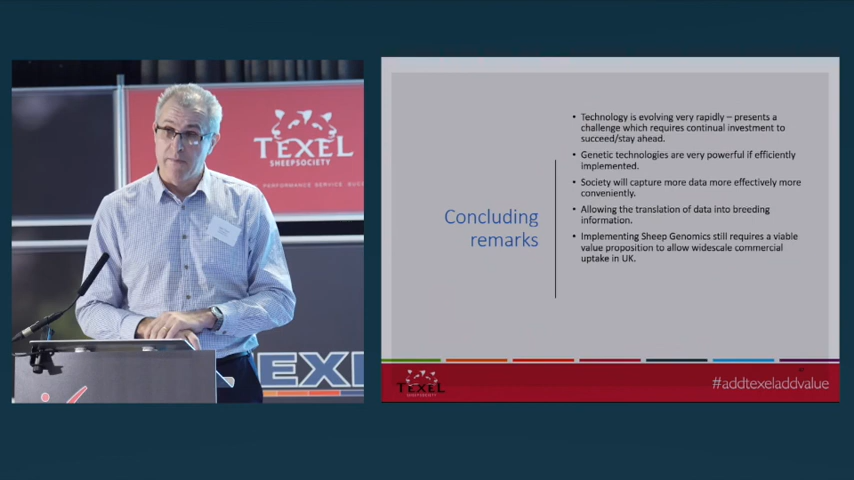 TEXEL
SHEEPSOCIETY
PERFORMANCE SERVICE
EXEL
Concluding
remarks
• Technology is evolving very rapidly – presents a
challenge which requires continual investment to
succeed/stay ahead.
• Genetic technologies are very powerful if efficiently
implemented.
• Society will capture more data more effectively more
conveniently.
• Allowing the translation of data into breeding
information.
• Implementing Sheep Genomics still requires a viable
value proposition to allow widescale commercial
uptake in UK.
TEXEL
SHEEPSOCIETY
#addtexeladdvalue